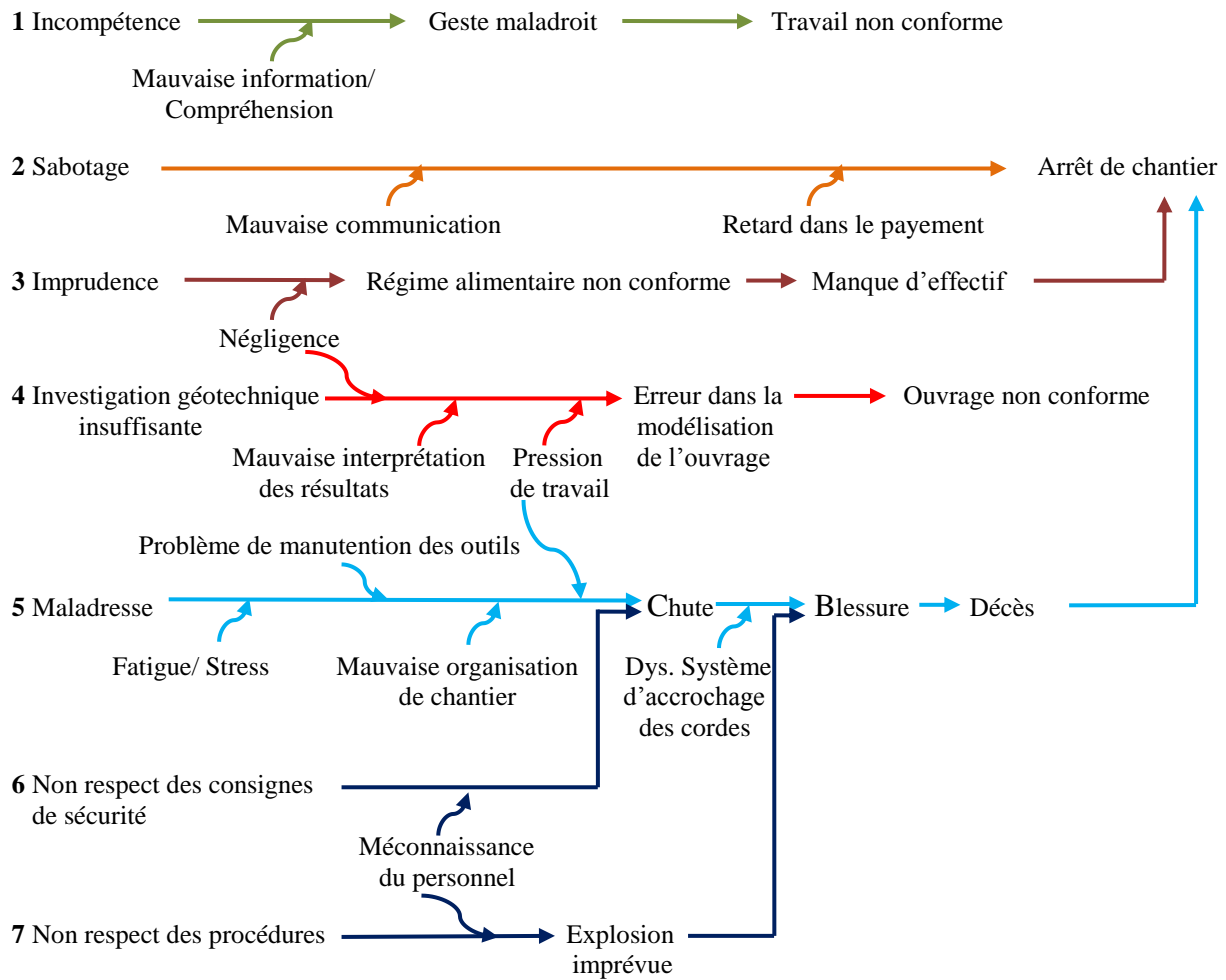 1 Incompétence Geste maladroit Travail non conforme
Mauvaise information/
Compréhension
2 Sabotage Arrêt de chantier
Mauvaise communication Retard dans le payement
3 Imprudence Régime alimentaire non conforme Manque d’effectif
Négligence
4 Investigation géotechnique
insuffisante
Erreur dans la
modélisation
de l’ouvrage
Ouvrage non conforme
Mauvaise interprétation
des résultats
Pression
de travail
Problème de manutention des outils
5 Maladresse Chute Blessure Décès
Fatigue/ Stress
Mauvaise organisation
de chantier
Dys. Système
d’accrochage
des cordes
6 Non respect des consignes
de sécurité
Méconnaissance
du personnel
7 Non respect des procédures
Explosion
imprévue